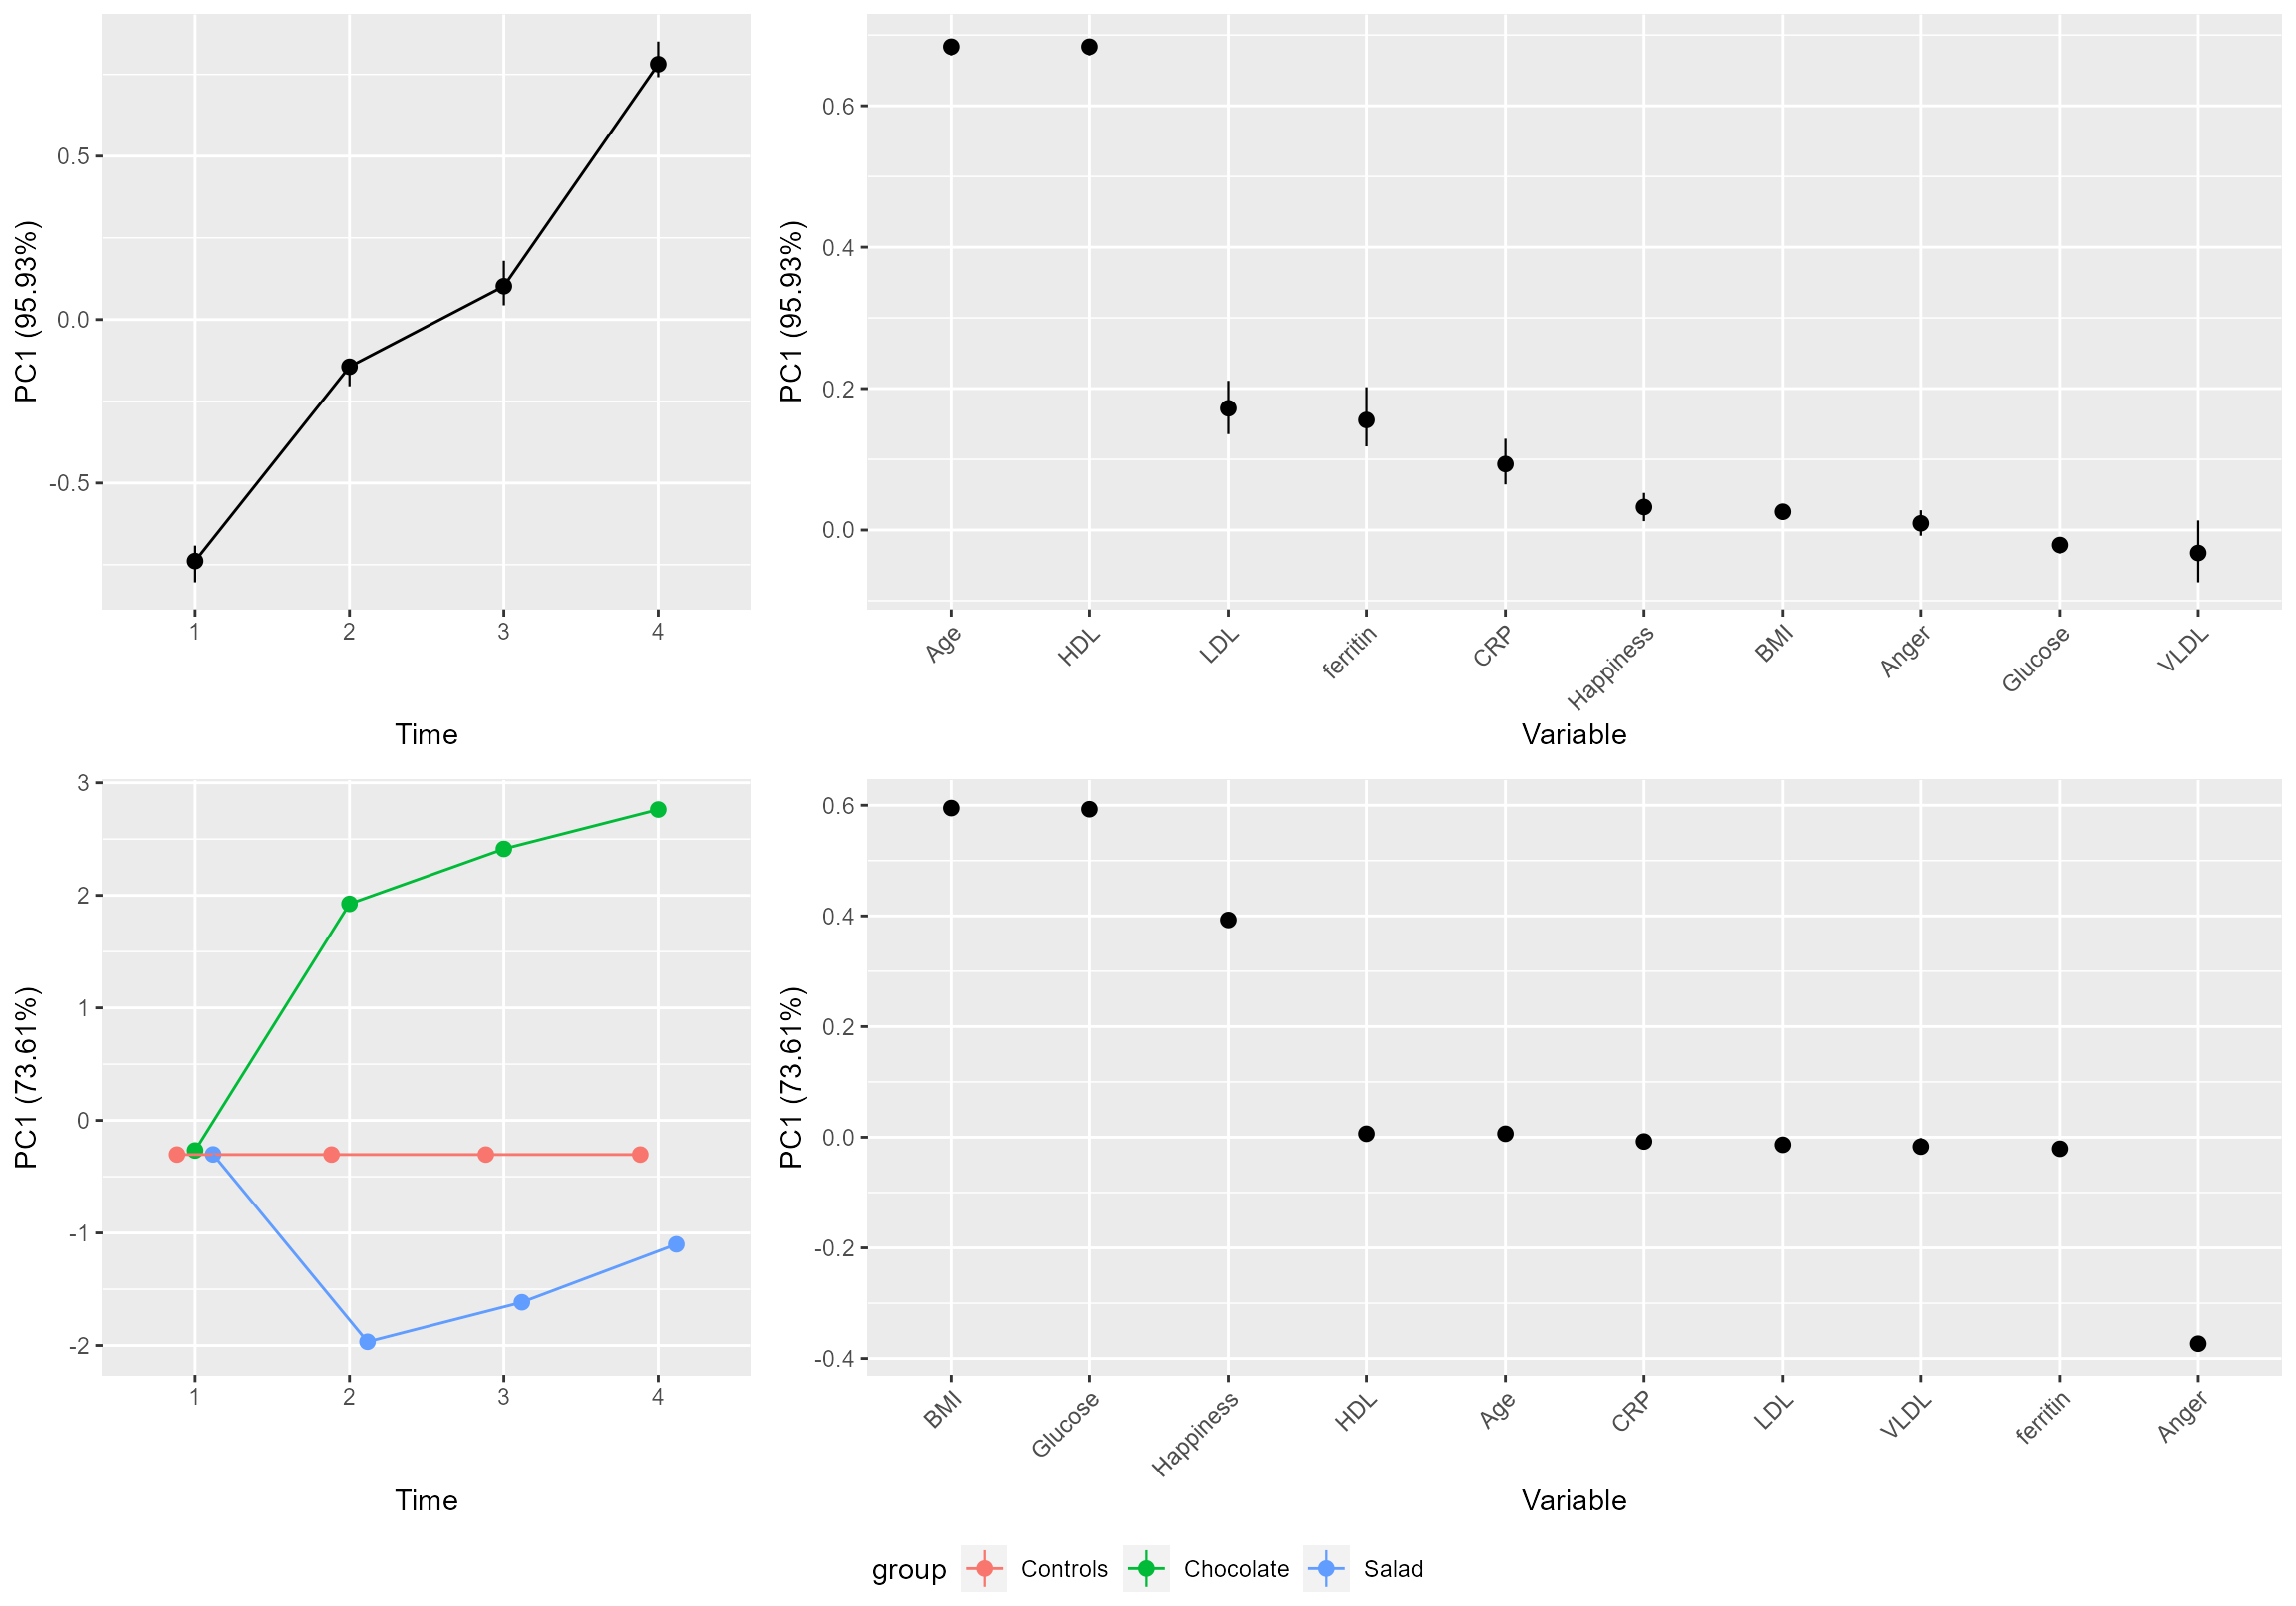 PC1 (95.93%)
0.5
0.0
-0.5
1 2 3 4
Time
PC1 (95.93%)
0.6
0.4
0.2
0.0
Age HDL LDL ferritin CRP Happiness BMI Anger Glucose VLDL
Variable
PC1 (73.61%)
3
2
1
0
-1
-2
1 2 3 4
Time
PC1 (73.61%)
0.6
0.4
0.2
0.0
-0.2
-0.4
BMI Glucose Happiness HDL Age CRP LDL VLDL ferritin Anger
Variable
group Controls Chocolate Salad